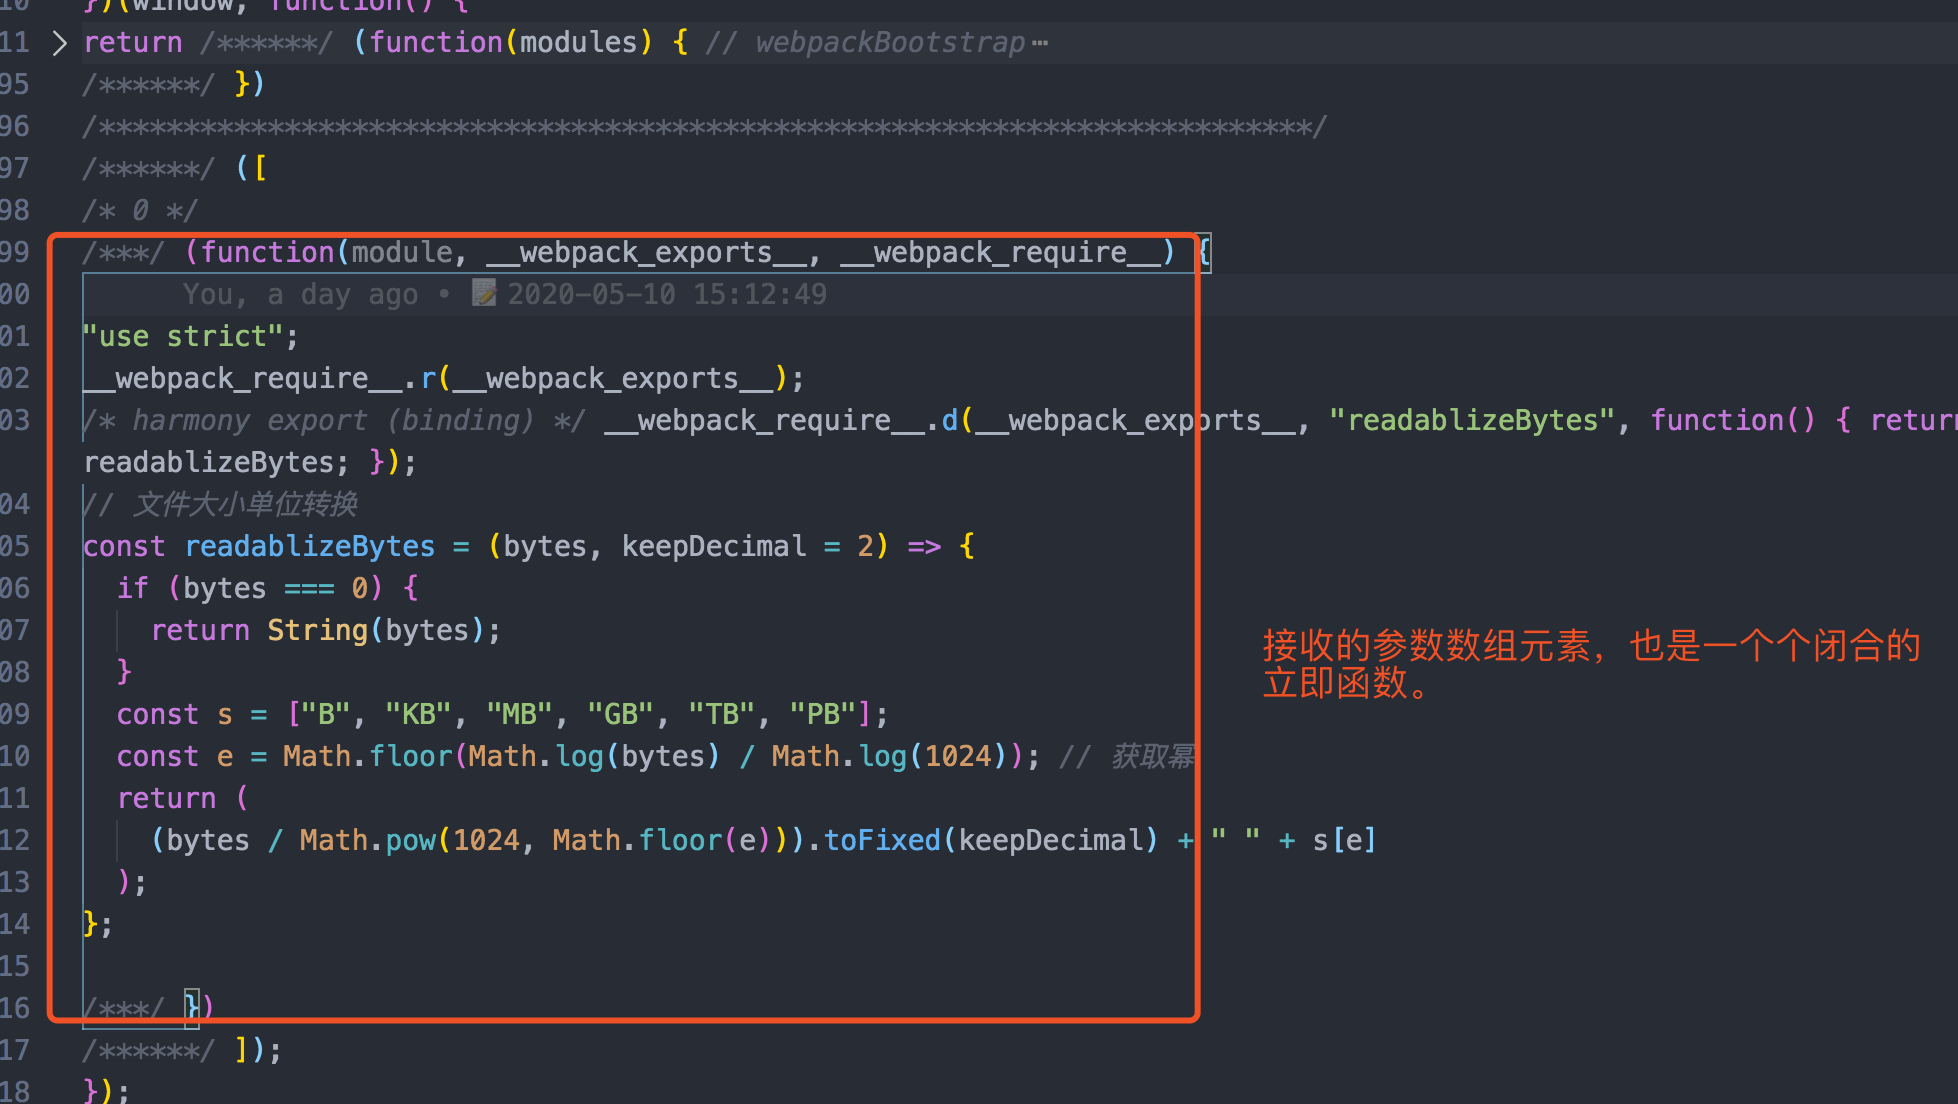 10 })(window, function() {
11 return /******/ (function(modules) { // webpackBootstrap⋯
95 /******/ })
96 /************************************************************************/
97 /******/ ([
98 /* 0 */
99 /***/ (function(module, __webpack_exports__, __webpack_require__) {
00 You, a day ago • 📝 2020-05-10 15:12:49
01 "use strict";
02 __webpack_require__.r(__webpack_exports__);
03 /* harmony export (binding) */ __webpack_require__.d(__webpack_exports__, "readablizeBytes", function() { return
readablizeBytes; });
04 // 文件大小单位转换
05 const readablizeBytes = (bytes, keepDecimal = 2) => {
06 if (bytes === 0) {
07 return String(bytes);
08 }
09 const s = ["B", "KB", "MB", "GB", "TB", "PB"];
10 const e = Math.floor(Math.log(bytes) / Math.log(1024)); // 获取幂
11 return (
12 (bytes / Math.pow(1024, Math.floor(e))).toFixed(keepDecimal) + " " + s[e]
13 );
14 };
15
16 /***/ })
17 /******/ ]);
18 });
接收的参数数组元素，也是一个个闭合的
立即函数。